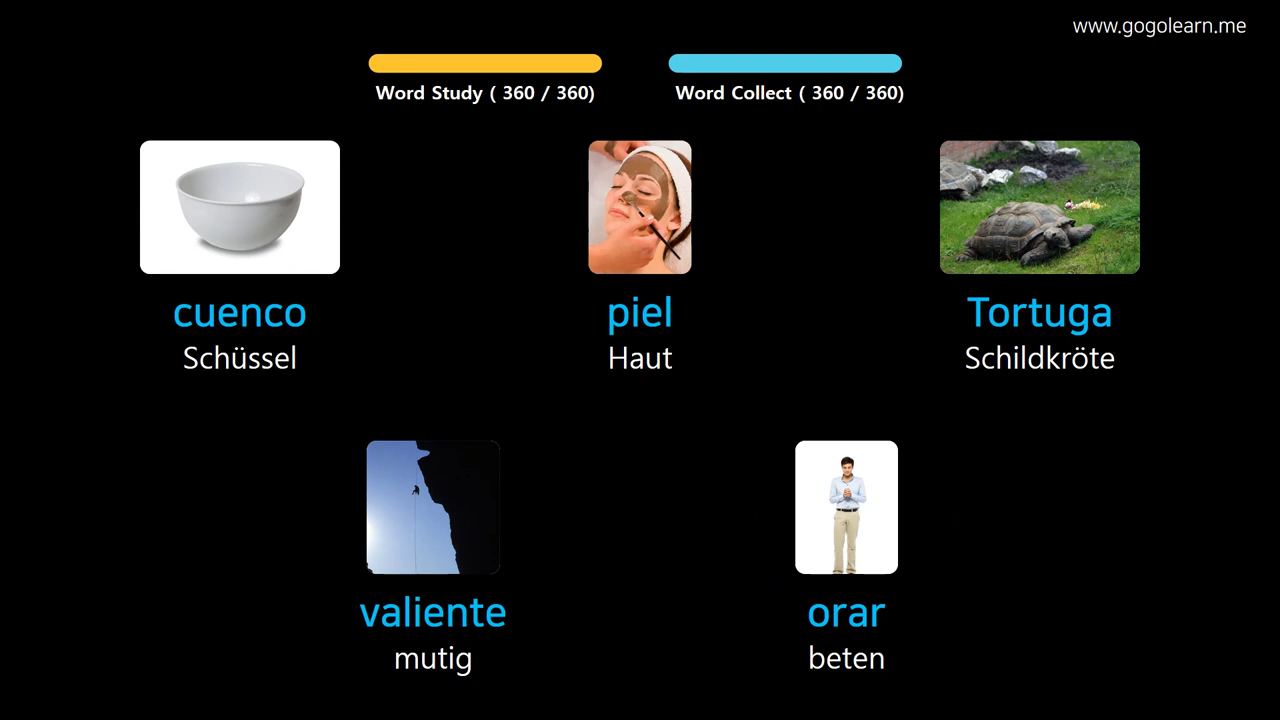 www.gogolearn.me
Word Study ( 360 / 360)
Word Collect ( 360 / 360)
cuenco
Schüssel
piel
Haut
Tortuga
Schildkröte
valiente
mutig
orar
beten